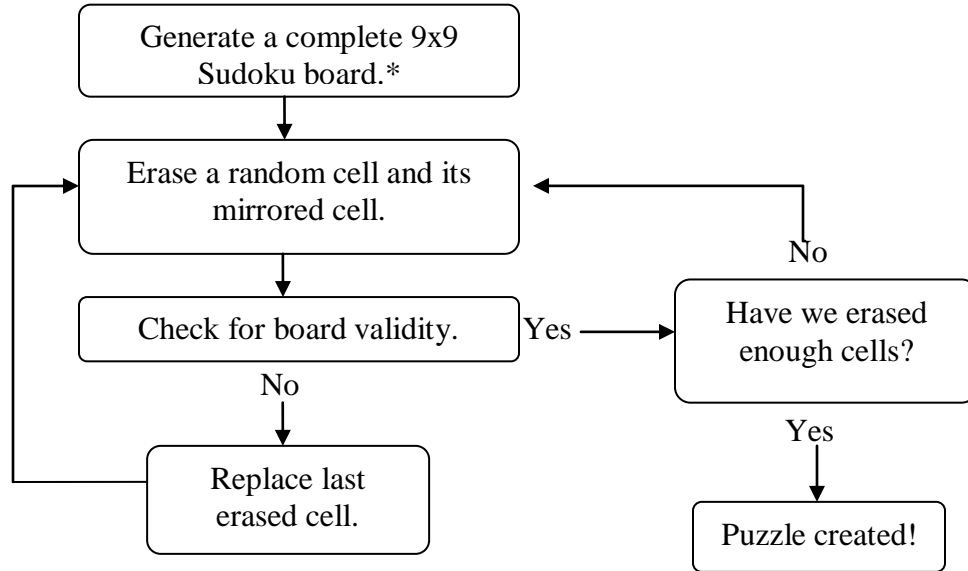 Generate a complete 9x9
Sudoku board.*
Erase a random cell and its
mirrored cell.
No
Check for board validity.
Yes
Have we erased
enough cells?
No
Yes
Replace last
erased cell.
Puzzle created!